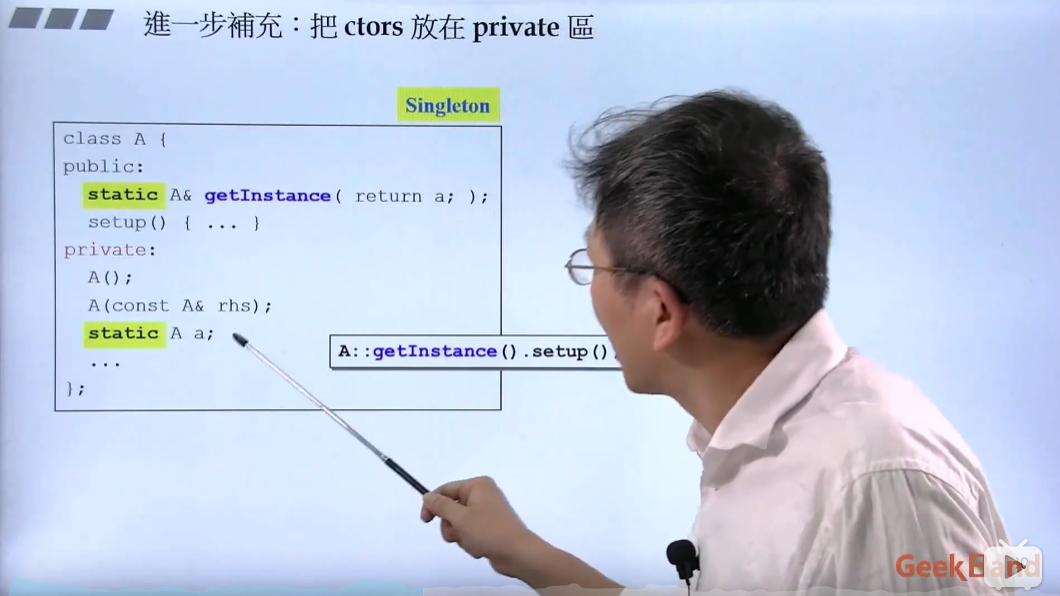 進一步補充：把 ctors 放在 private 區
Singleton
class A {
public:
static A& getInstance( return a; );
setup() { ... }
private:
A();
A(const A& rhs);
static A a;
...
};
A::getInstance().setup()
GeekBand